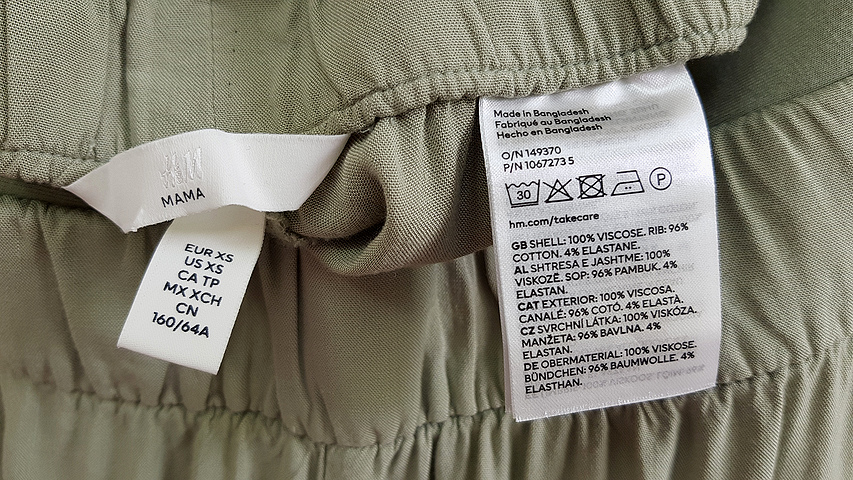 H&M
MAMA
EUR XS
US XS
CA TP
MX XCH
CN
160/64A
Made in Bangladesh
Fabriqué au Bangladesh
Hecho en Bangladesh
O/N 149370
P/N 1067273 5
30
P
hm.com/takecare
GB SHELL: 100% VISCOSE. RIB: 96%
COTTON. 4% ELASTANE.
AL SHTRESA E JASHTME: 100%
VISKOZË. SOP: 96% PAMBUK. 4%
ELASTAN.
CAT EXTERIOR: 100% VISCOSA.
CANALÉ: 96% COTÓ. 4% ELASTÀ.
CZ SVRCHNÍ LÁTKA: 100% VISKÓZA.
MANŽETA: 96% BAVLNA. 4%
ELASTAN.
DE OBERMATERIAL: 100% VISKOSE.
BÜNDCHEN: 96% BAUMWOLLE. 4%
ELASTHAN.